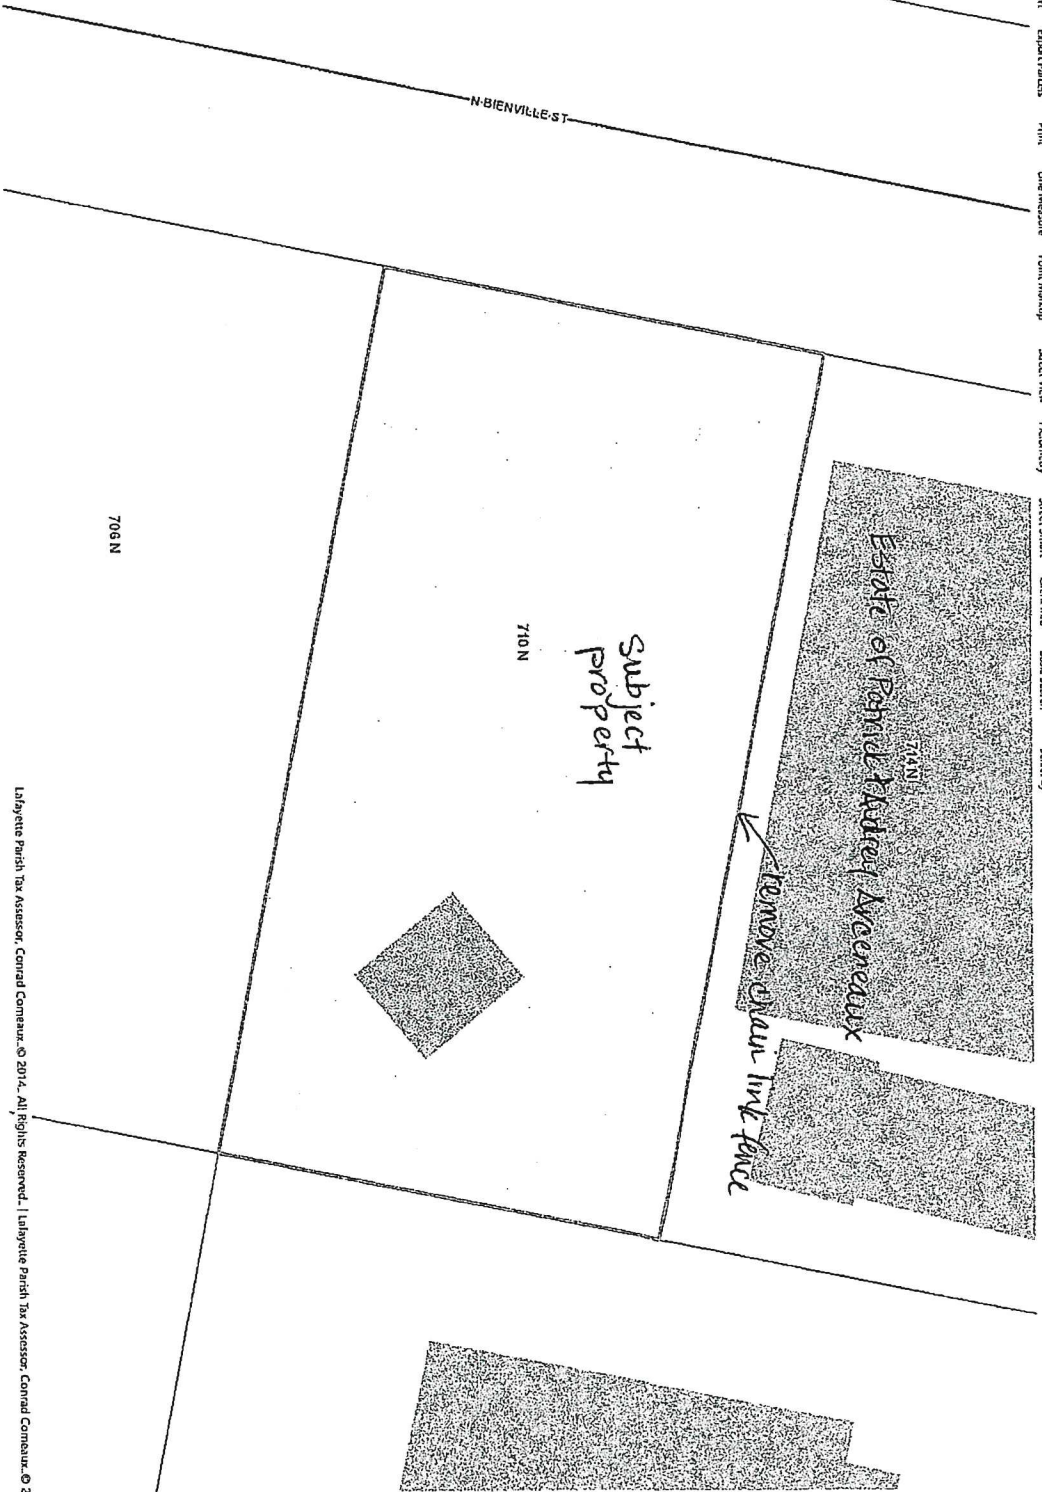 N BIENVILLE ST
Estate of Patrick & Audrey Arceneaux
714 N
remove chain link fence
Subject
property
710 N
706 N
Lafayette Parish Tax Assessor, Conrad Comeaux. © 2014. All Rights Reserved. | Lafayette Parish Tax Assessor, Conrad Comeaux. © 2